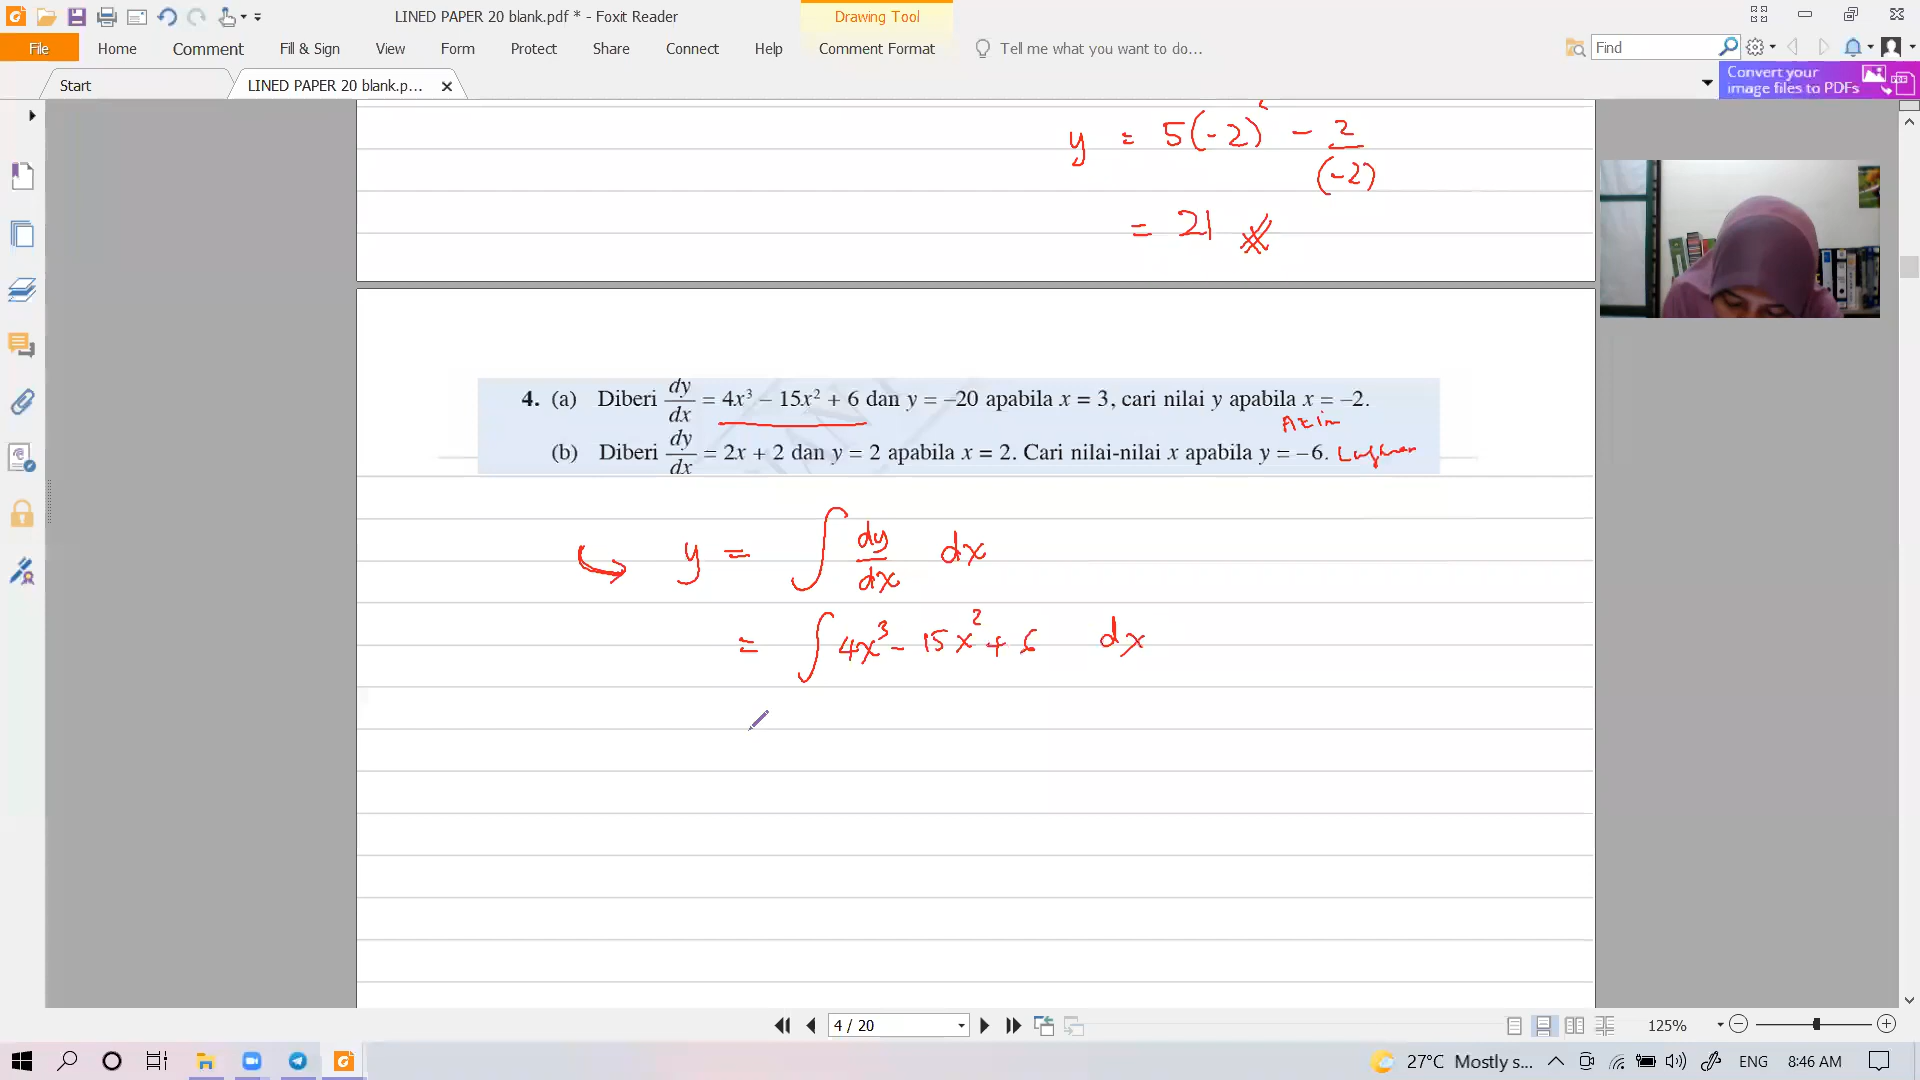 LINED PAPER 20 blank.pdf * - Foxit Reader
Drawing Tool
File Home Comment Fill & Sign View Form Protect Share Connect Help Comment Format Tell me what you want to do... Find
Start LINED PAPER 20 blank.p...
Convert your
image files to PDFs
y = 5(-2)² - 2/(-2)
= 21
4. (a) Diberi dy/dx = 4x³ – 15x² + 6 dan y = –20 apabila x = 3, cari nilai y apabila x = –2.
Azim
(b) Diberi dy/dx = 2x + 2 dan y = 2 apabila x = 2. Cari nilai-nilai x apabila y = –6. Luqman
y = ∫ dy/dx dx
= ∫ 4x³ - 15x² + 6 dx
4 / 20
125%
27°C Mostly s...
ENG
8:46 AM